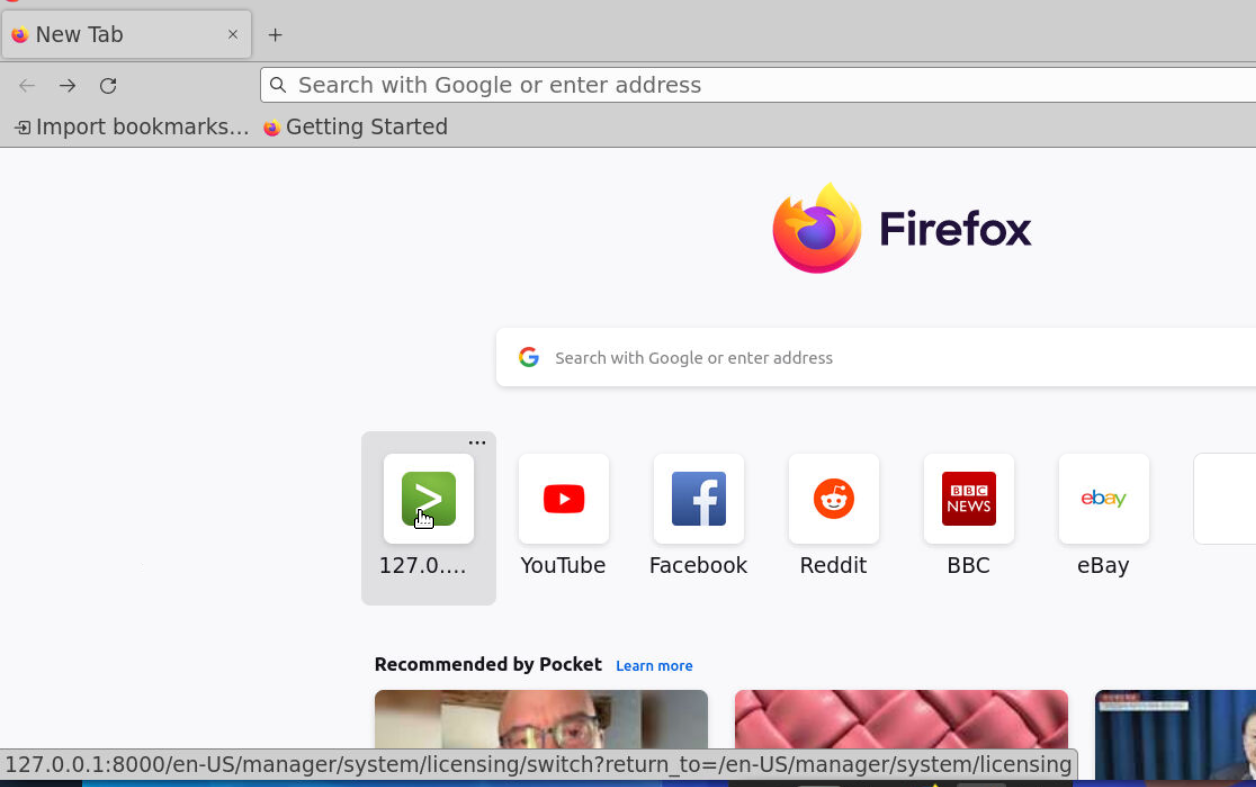 New Tab
Search with Google or enter address
Import bookmarks...
Getting Started
Firefox
Search with Google or enter address
127.0....
YouTube
Facebook
Reddit
BBC NEWS
BBC
ebay
eBay
Recommended by Pocket
Learn more
127.0.0.1:8000/en-US/manager/system/licensing/switch?return_to=/en-US/manager/system/licensing